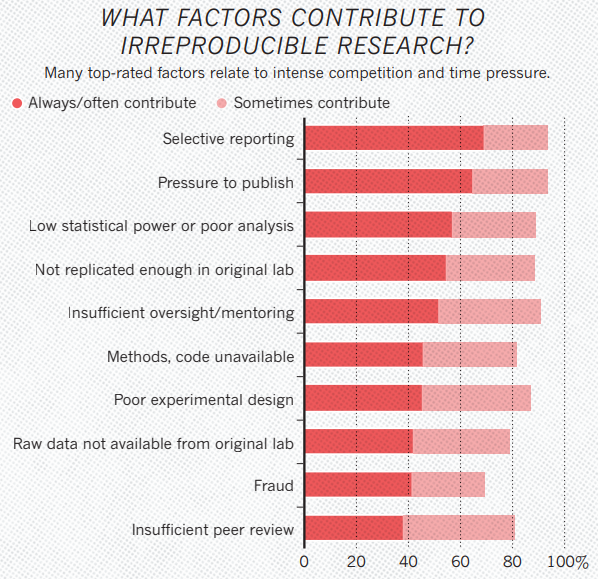 WHAT FACTORS CONTRIBUTE TO
IRREPRODUCIBLE RESEARCH?
Many top-rated factors relate to intense competition and time pressure.
Always/often contribute Sometimes contribute
Selective reporting
Pressure to publish
Low statistical power or poor analysis
Not replicated enough in original lab
Insufficient oversight/mentoring
Methods, code unavailable
Poor experimental design
Raw data not available from original lab
Fraud
Insufficient peer review
0 20 40 60 80 100%